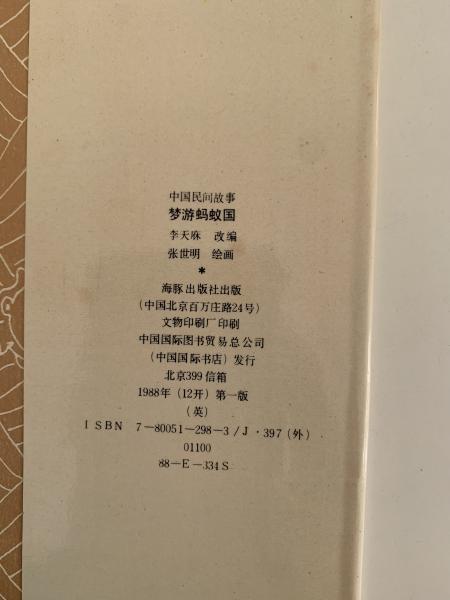 中国民间故事
梦游蚂蚁国
李天麻 改编
张世明 绘画
*
海豚出版社出版
(中国北京百万庄路24号)
文物印刷厂印刷
中国国际图书贸易总公司
(中国国际书店) 发行
北京399信箱
1988年 (12开) 第一版
(英)
ISBN 7-80051-298-3/J·397(外)
01100
88-E-334S